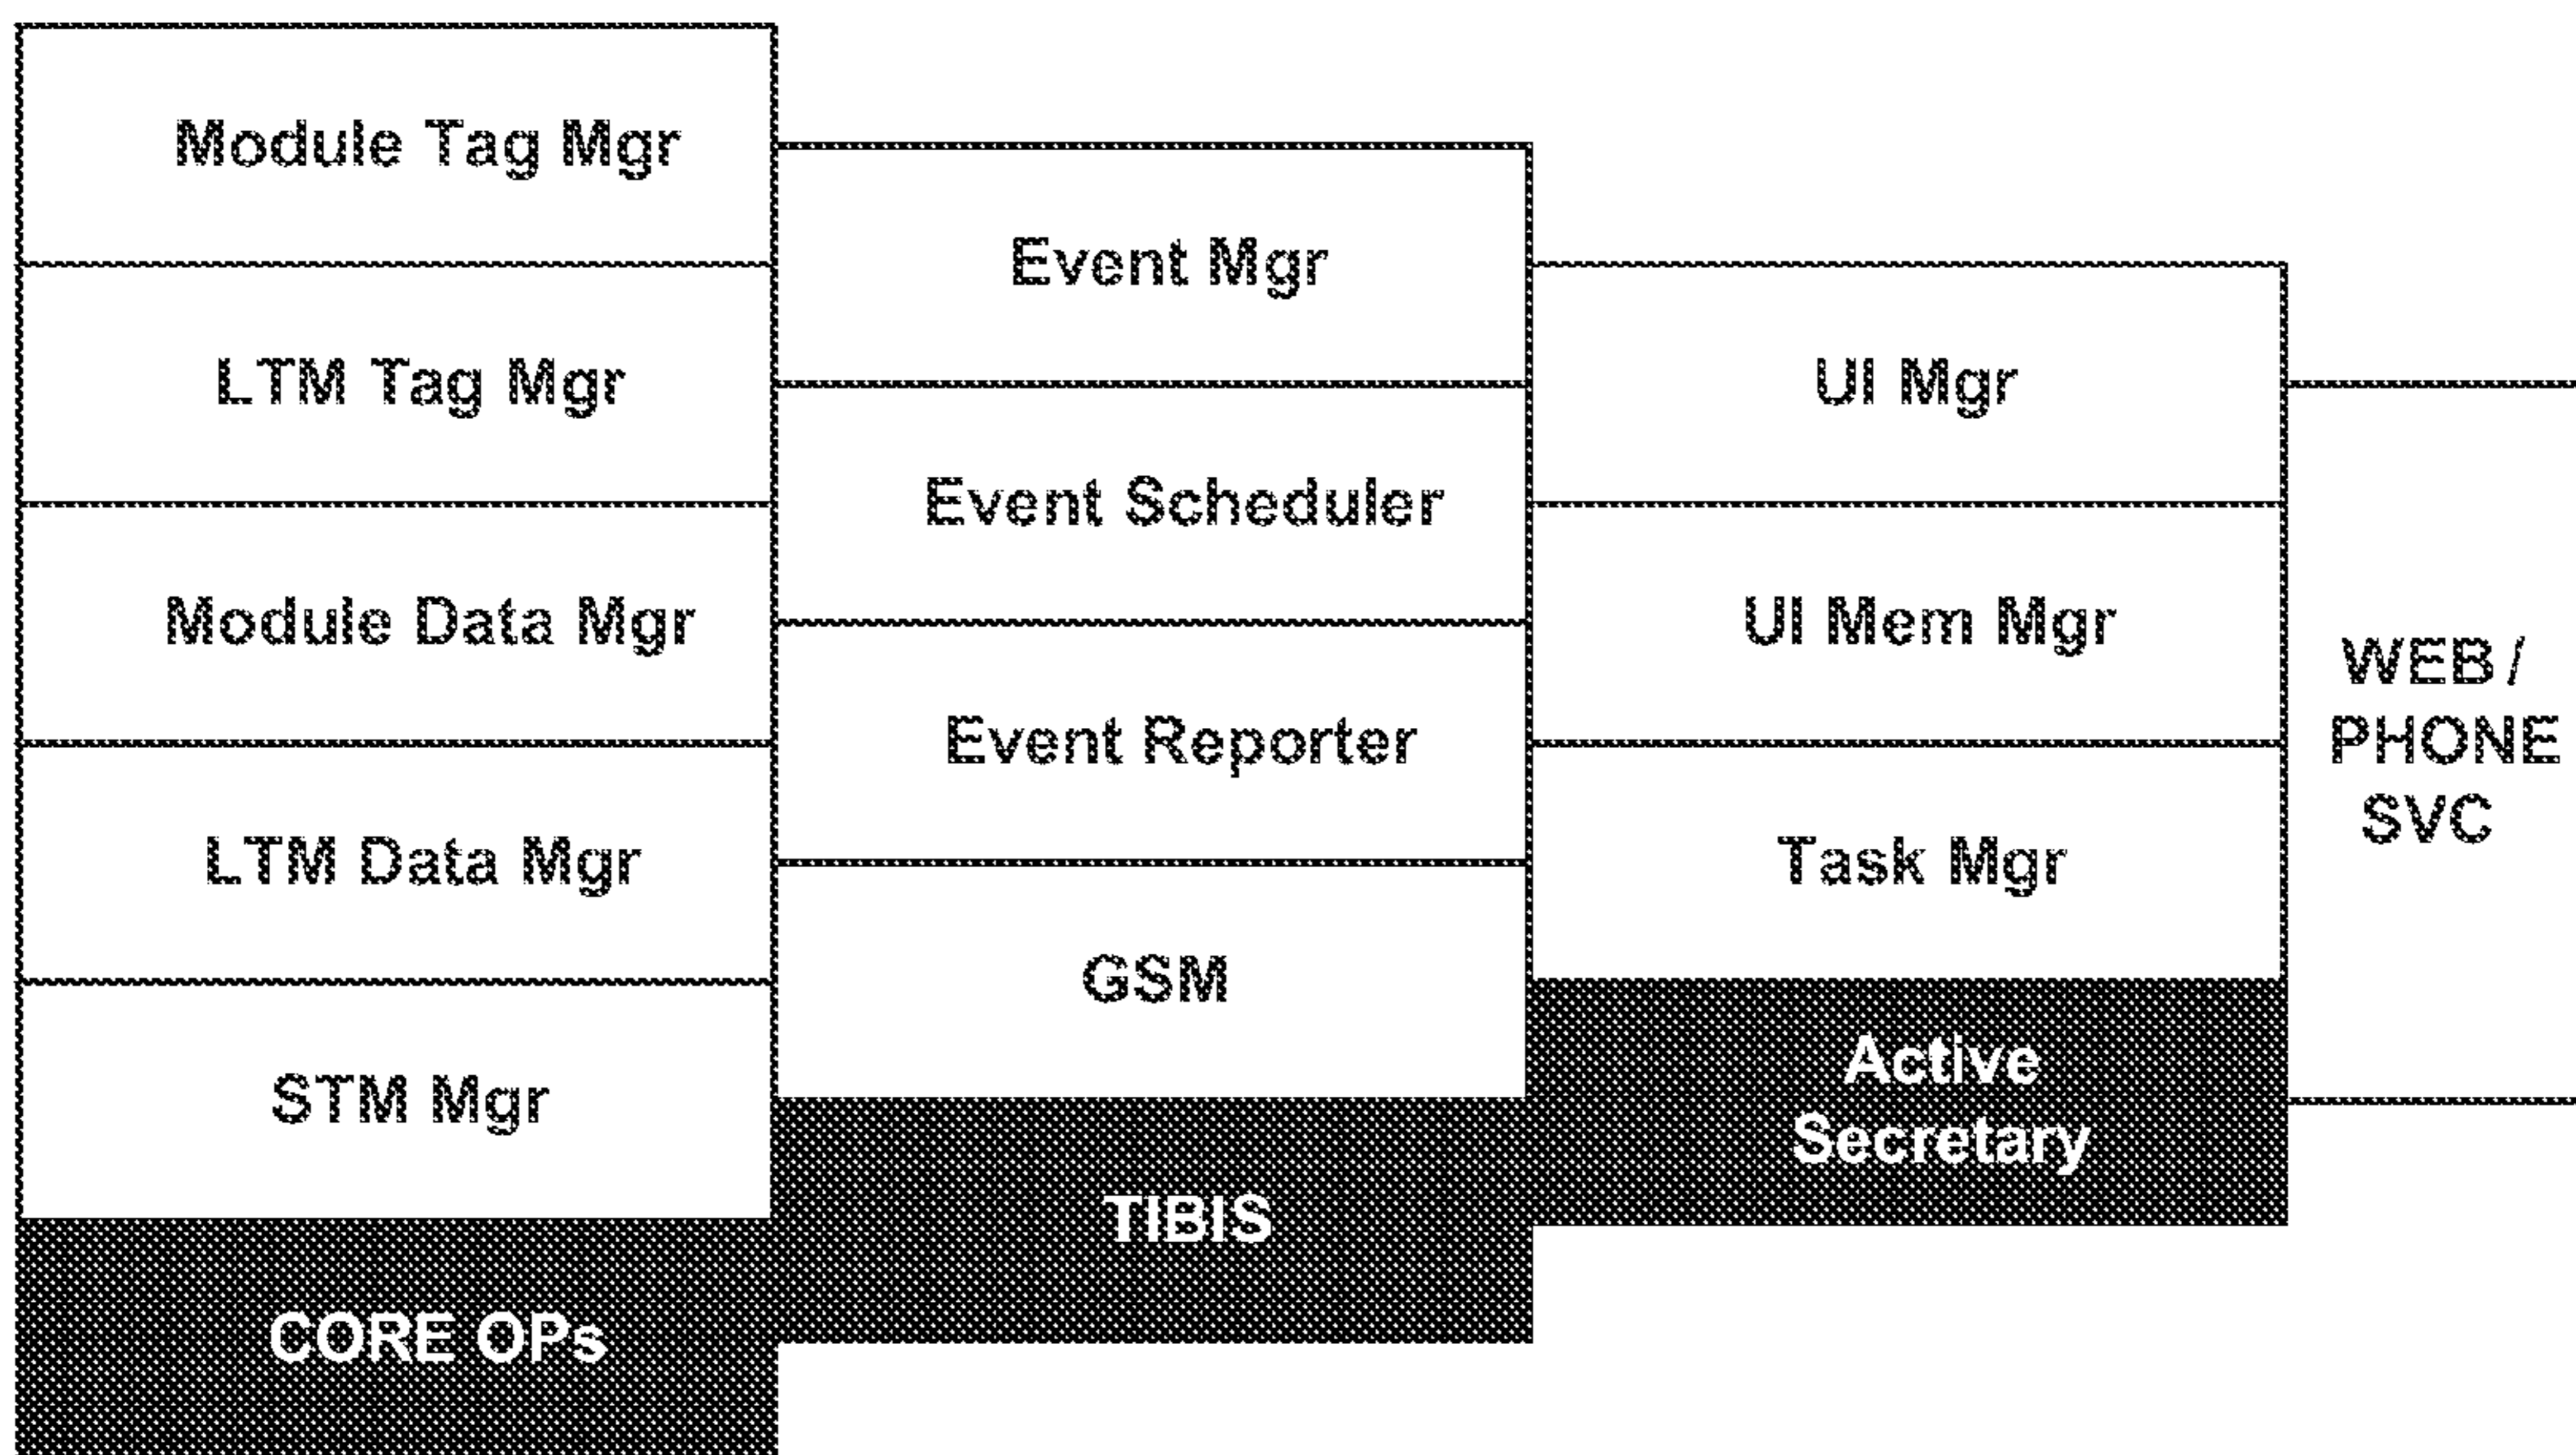 Module Tag Mgr
LTM Tag Mgr
Module Data Mgr
LTM Data Mgr
STM Mgr
CORE OPs
Event Mgr
Event Scheduler
Event Reporter
GSM
TIBIS
UI Mgr
UI Mem Mgr
Task Mgr
Active
Secretary
WEB /
PHONE
SVC